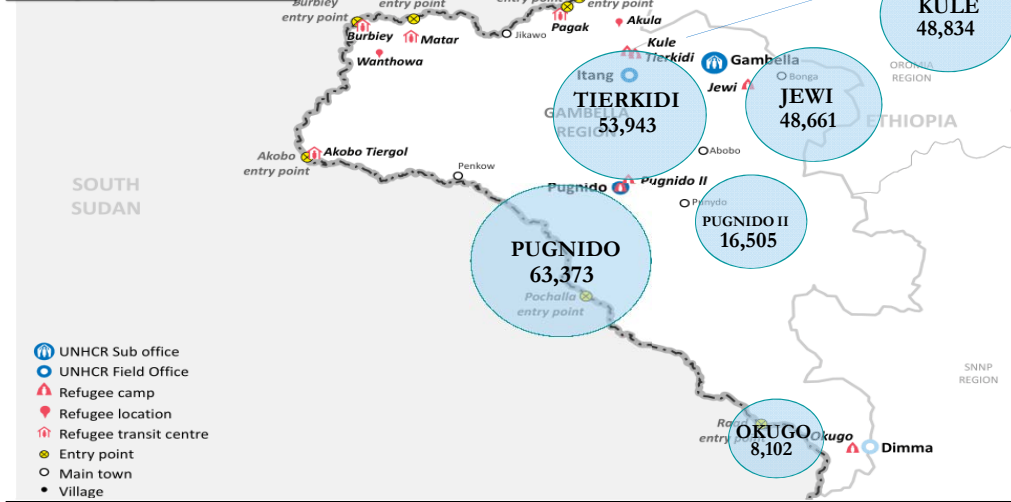 Burbiey
entry point
entry point
entry point
entry point
KULE
48,834
Burbiey
Matar
Wanthowa
Jikawo
Pagak
Akula
Kule
Tierkidi
Itang
Gambella
Bonga
Jewi
OROMIA
REGION
TIERKIDI
53,943
GAMBELLA
REGION
JEWI
48,661
ETHIOPIA
Akobo
entry point
Akobo Tiergol
Penkow
Abobo
SOUTH
SUDAN
Pugnido
Pugnido II
Punydo
PUGNIDO II
16,505
PUGNIDO
63,373
Pochalla
entry point
UNHCR Sub office
UNHCR Field Office
Refugee camp
Refugee location
Refugee transit centre
Entry point
Main town
Village
SNNP
REGION
entry point
OKUGO
8,102
Okugo
Dimma